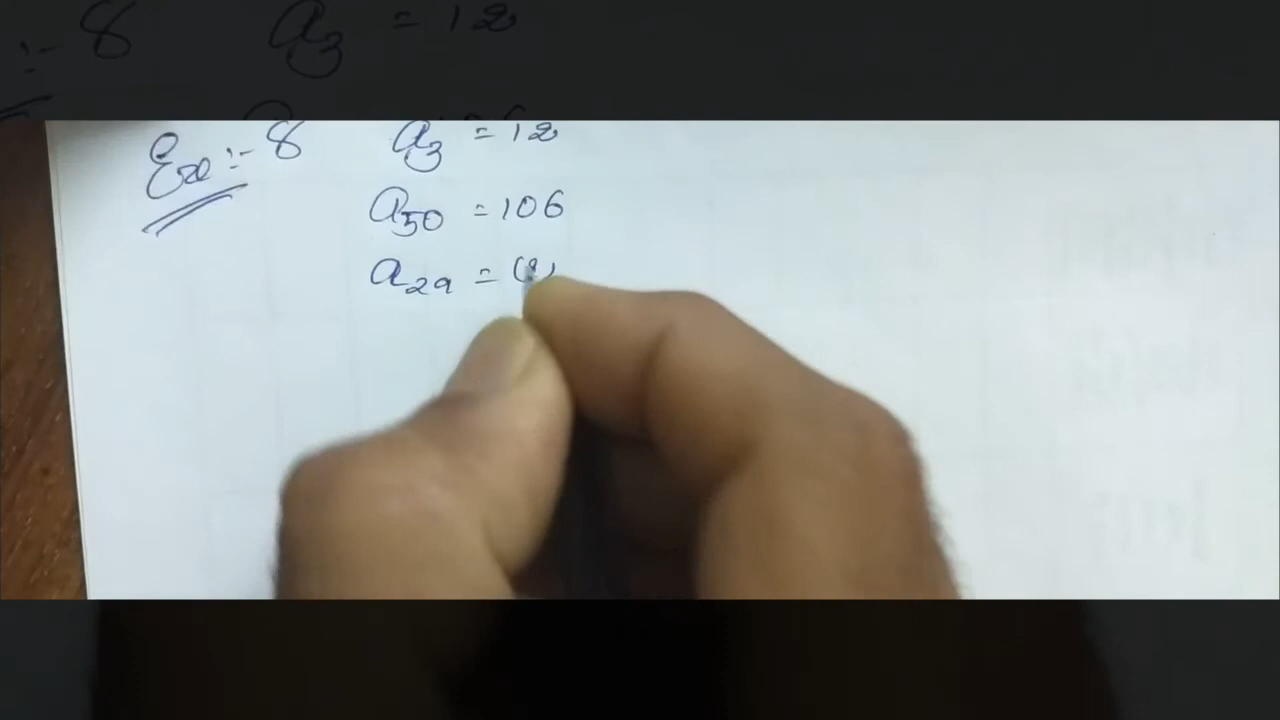 Ex :- 8 a3 = 12
a50 = 106
a29 = (?)